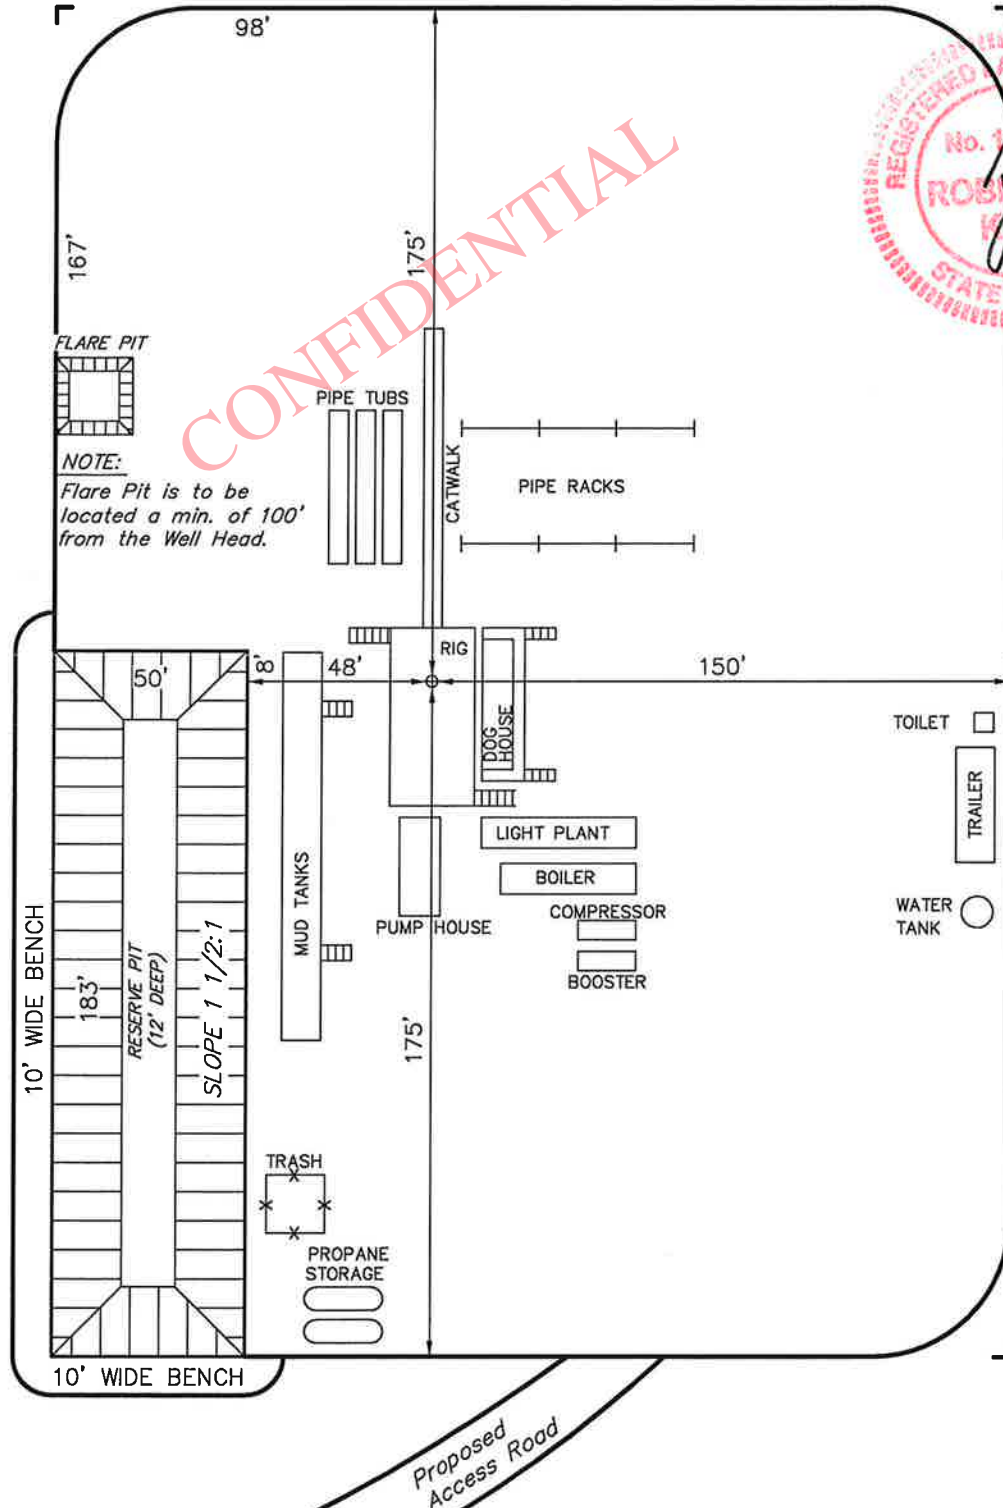 98'
REGISTERED
No. 1
STATE
167'
175'
CONFIDENTIAL
FLARE PIT
PIPE TUBS
CATWALK
PIPE RACKS
NOTE:
Flare Pit is to be
located a min. of 100'
from the Well Head.
RIG
50'
8'
48'
150'
DOG
HOUSE
TOILET
TRAILER
LIGHT PLANT
BOILER
MUD TANKS
PUMP HOUSE
COMPRESSOR
BOOSTER
WATER
TANK
10' WIDE BENCH
183'
RESERVE PIT
(12' DEEP)
SLOPE 1 1/2:1
175'
TRASH
PROPANE
STORAGE
10' WIDE BENCH
Proposed
Access Road